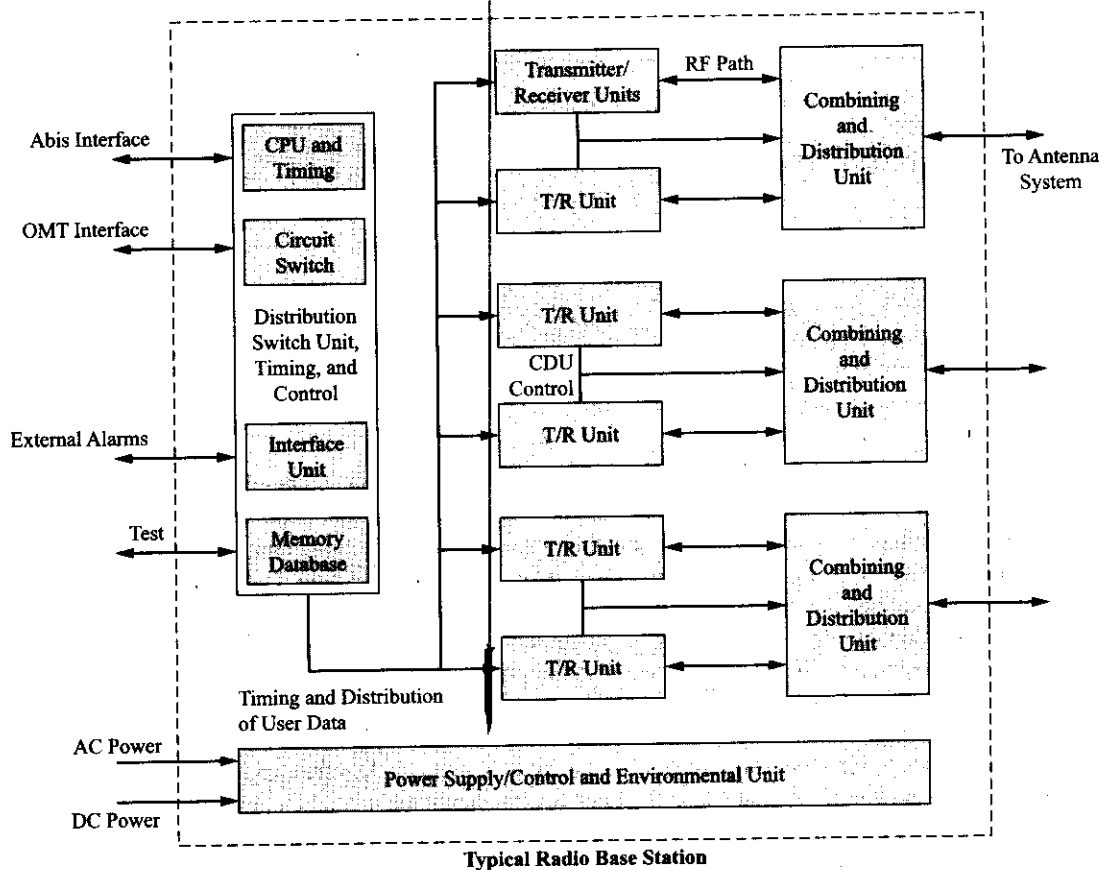 Abis Interface
OMT Interface
External Alarms
Test
AC Power
DC Power
CPU and
Timing
Circuit
Switch
Distribution
Switch Unit,
Timing, and
Control
Interface
Unit
Memory
Database
Timing and Distribution
of User Data
Transmitter/
Receiver Units
RF Path
T/R Unit
Combining
and
Distribution
Unit
To Antenna
System
T/R Unit
CDU
Control
T/R Unit
Combining
and
Distribution
Unit
T/R Unit
T/R Unit
Combining
and
Distribution
Unit
Power Supply/Control and Environmental Unit
Typical Radio Base Station